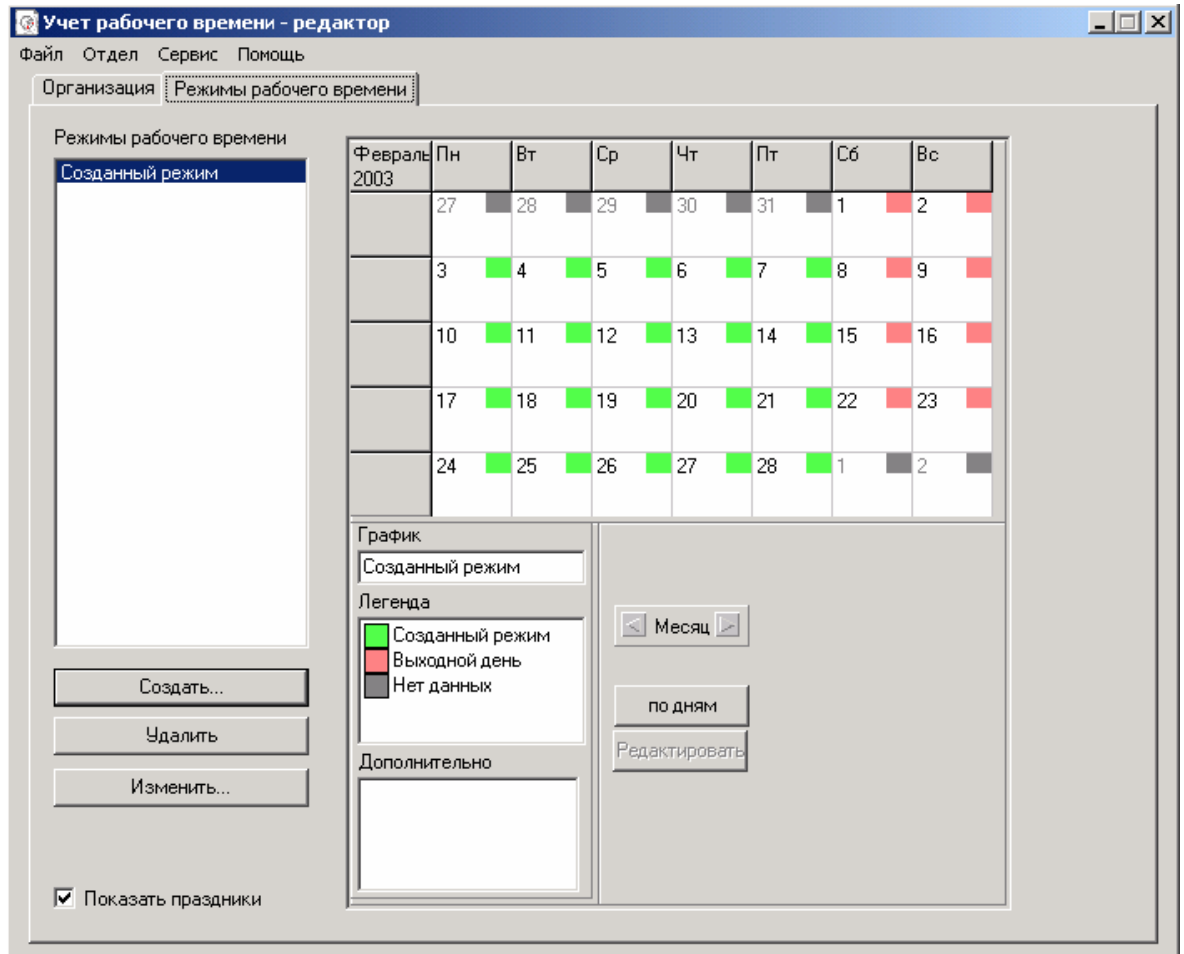 Учет рабочего времени - редактор
Файл Отдел Сервис Помощь
Организация Режимы рабочего времени
Режимы рабочего времени
Созданный режим
Февраль 2003 Пн Вт Ср Чт Пт Сб Вс
27 28 29 30 31 1 2
3 4 5 6 7 8 9
10 11 12 13 14 15 16
17 18 19 20 21 22 23
24 25 26 27 28 1 2
График
Созданный режим
Легенда
Созданный режим
Выходной день
Нет данных
Дополнительно
< Месяц >
по дням
Редактировать
Создать...
Удалить
Изменить...
Показать праздники